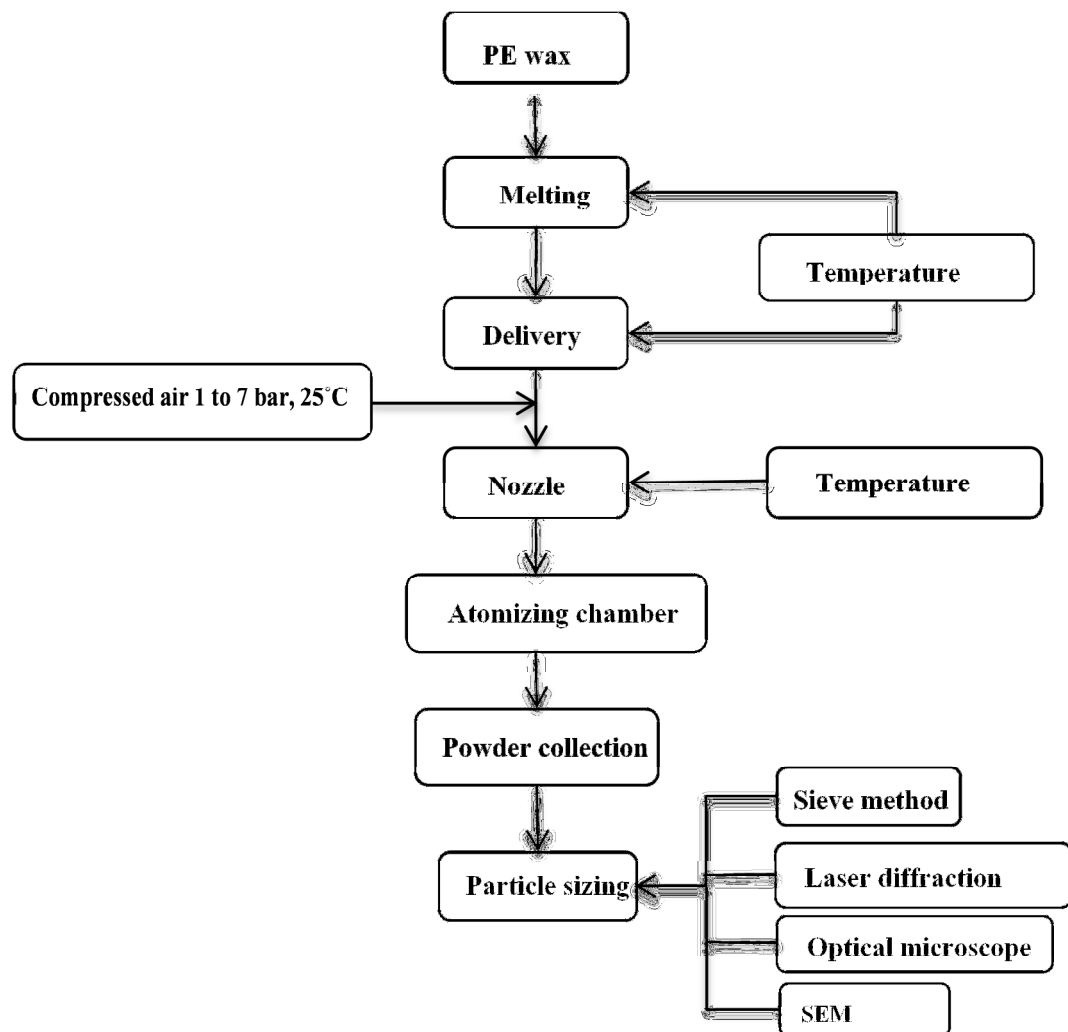 PE wax
Melting
Temperature
Delivery
Compressed air 1 to 7 bar, 25°C
Nozzle
Temperature
Atomizing chamber
Powder collection
Sieve method
Particle sizing
Laser diffraction
Optical microscope
SEM